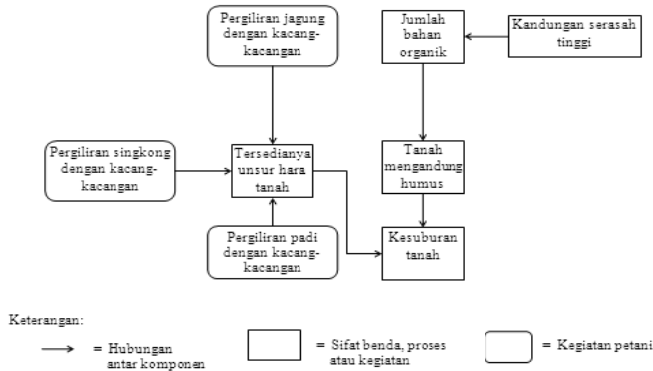 Pergiliran jagung
dengan kacang-
kacangan
Jumlah
bahan
organik
Kandungan serasah
tinggi
Pergiliran singkong
dengan kacang-
kacangan
Tersedianya
unsur hara
tanah
Tanah
mengandung
humus
Pergiliran padi
dengan kacang-
kacangan
Kesuburan
tanah
Keterangan:
= Hubungan
antar komponen
= Sifat benda, proses
atau kegiatan
= Kegiatan petani